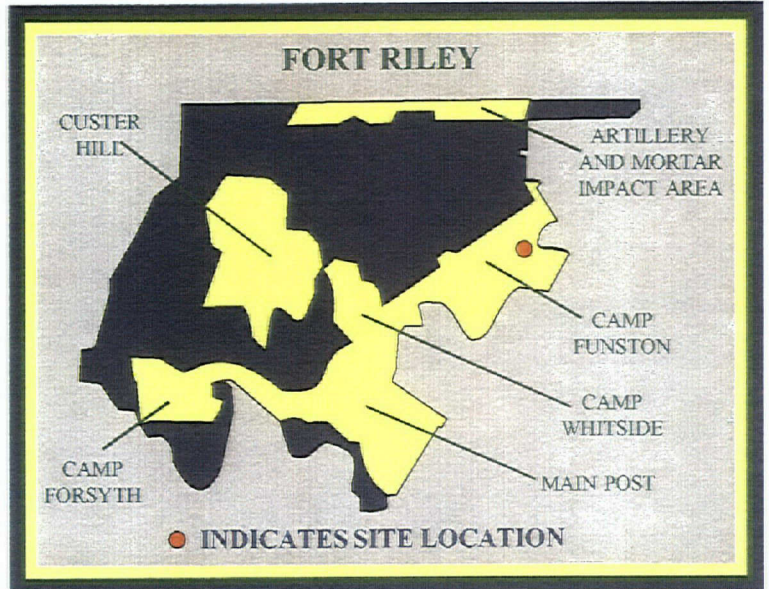 FORT RILEY
CUSTER
HILL
ARTILLERY
AND MORTAR
IMPACT AREA
CAMP
FUNSTON
CAMP
WHITSIDE
MAIN POST
CAMP
FORSYTH
INDICATES SITE LOCATION